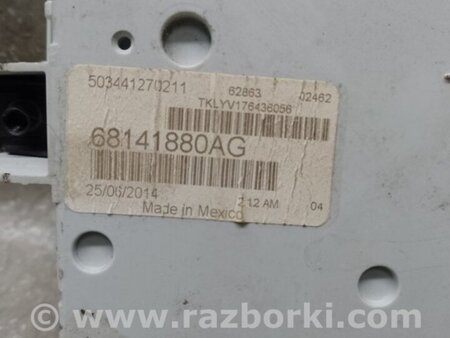 503441270211 62863 02462
TKLYV176436056
68141880AG
25/06/2014 2:12 AM 04
Made in Mexico
www.razborki.com